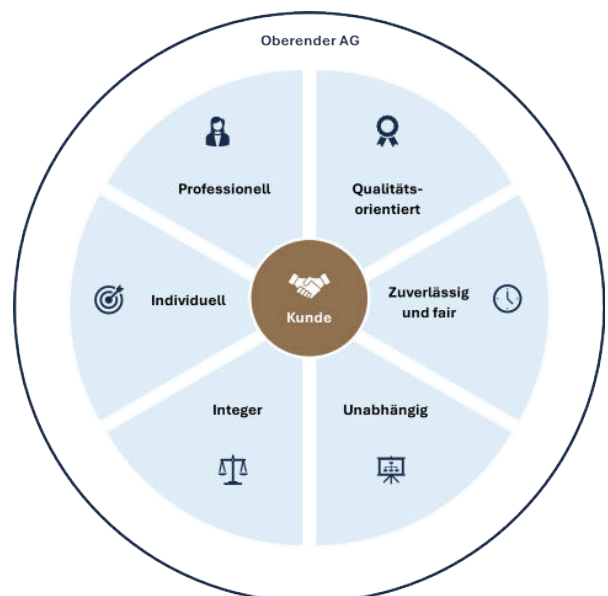 Oberender AG
Professionell
Qualitäts-
orientiert
Individuell
Kunde
Zuverlässig
und fair
Integer
Unabhängig